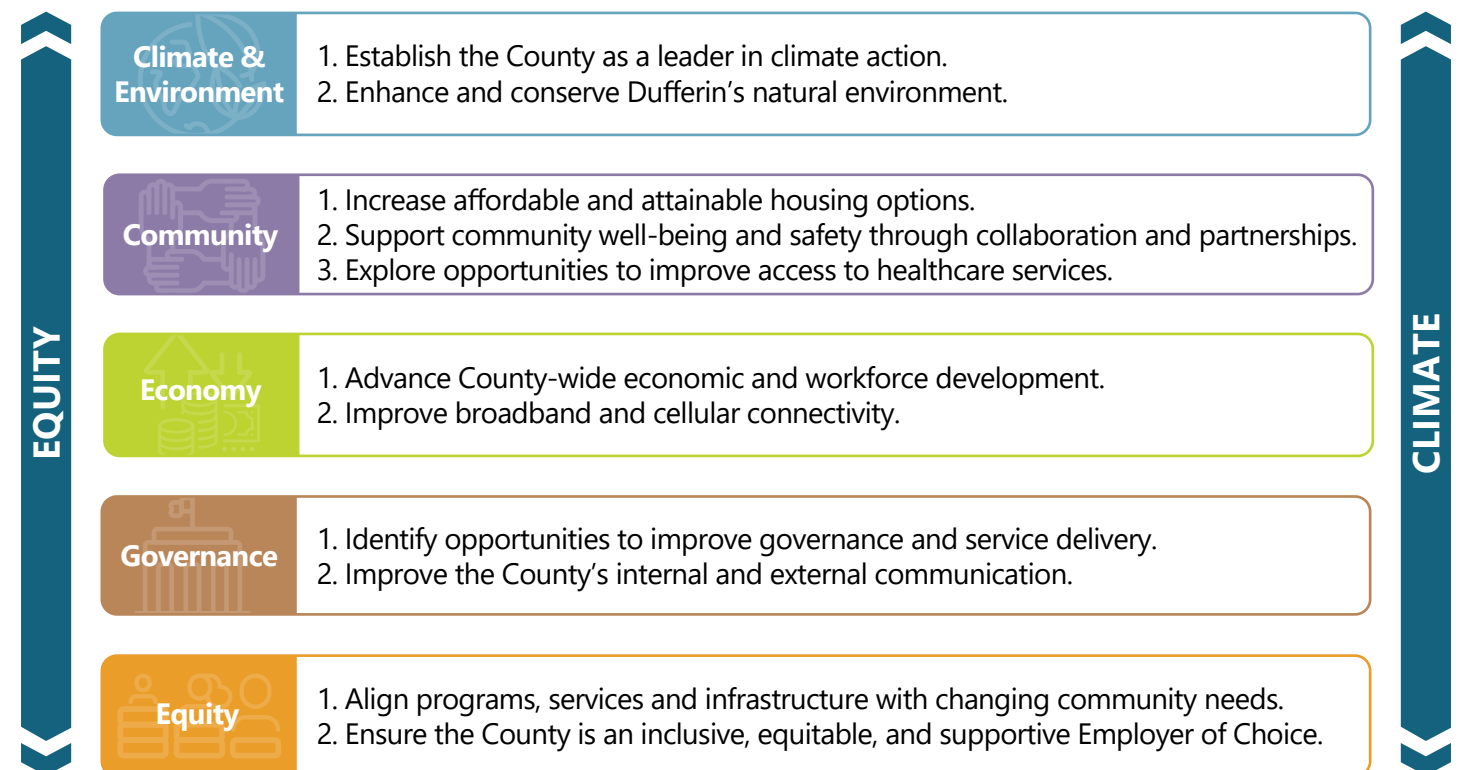 EQUITY
Climate &
Environment
1. Establish the County as a leader in climate action.
2. Enhance and conserve Dufferin’s natural environment.
Community
1. Increase affordable and attainable housing options.
2. Support community well-being and safety through collaboration and partnerships.
3. Explore opportunities to improve access to healthcare services.
Economy
1. Advance County-wide economic and workforce development.
2. Improve broadband and cellular connectivity.
Governance
1. Identify opportunities to improve governance and service delivery.
2. Improve the County’s internal and external communication.
Equity
1. Align programs, services and infrastructure with changing community needs.
2. Ensure the County is an inclusive, equitable, and supportive Employer of Choice.
CLIMATE